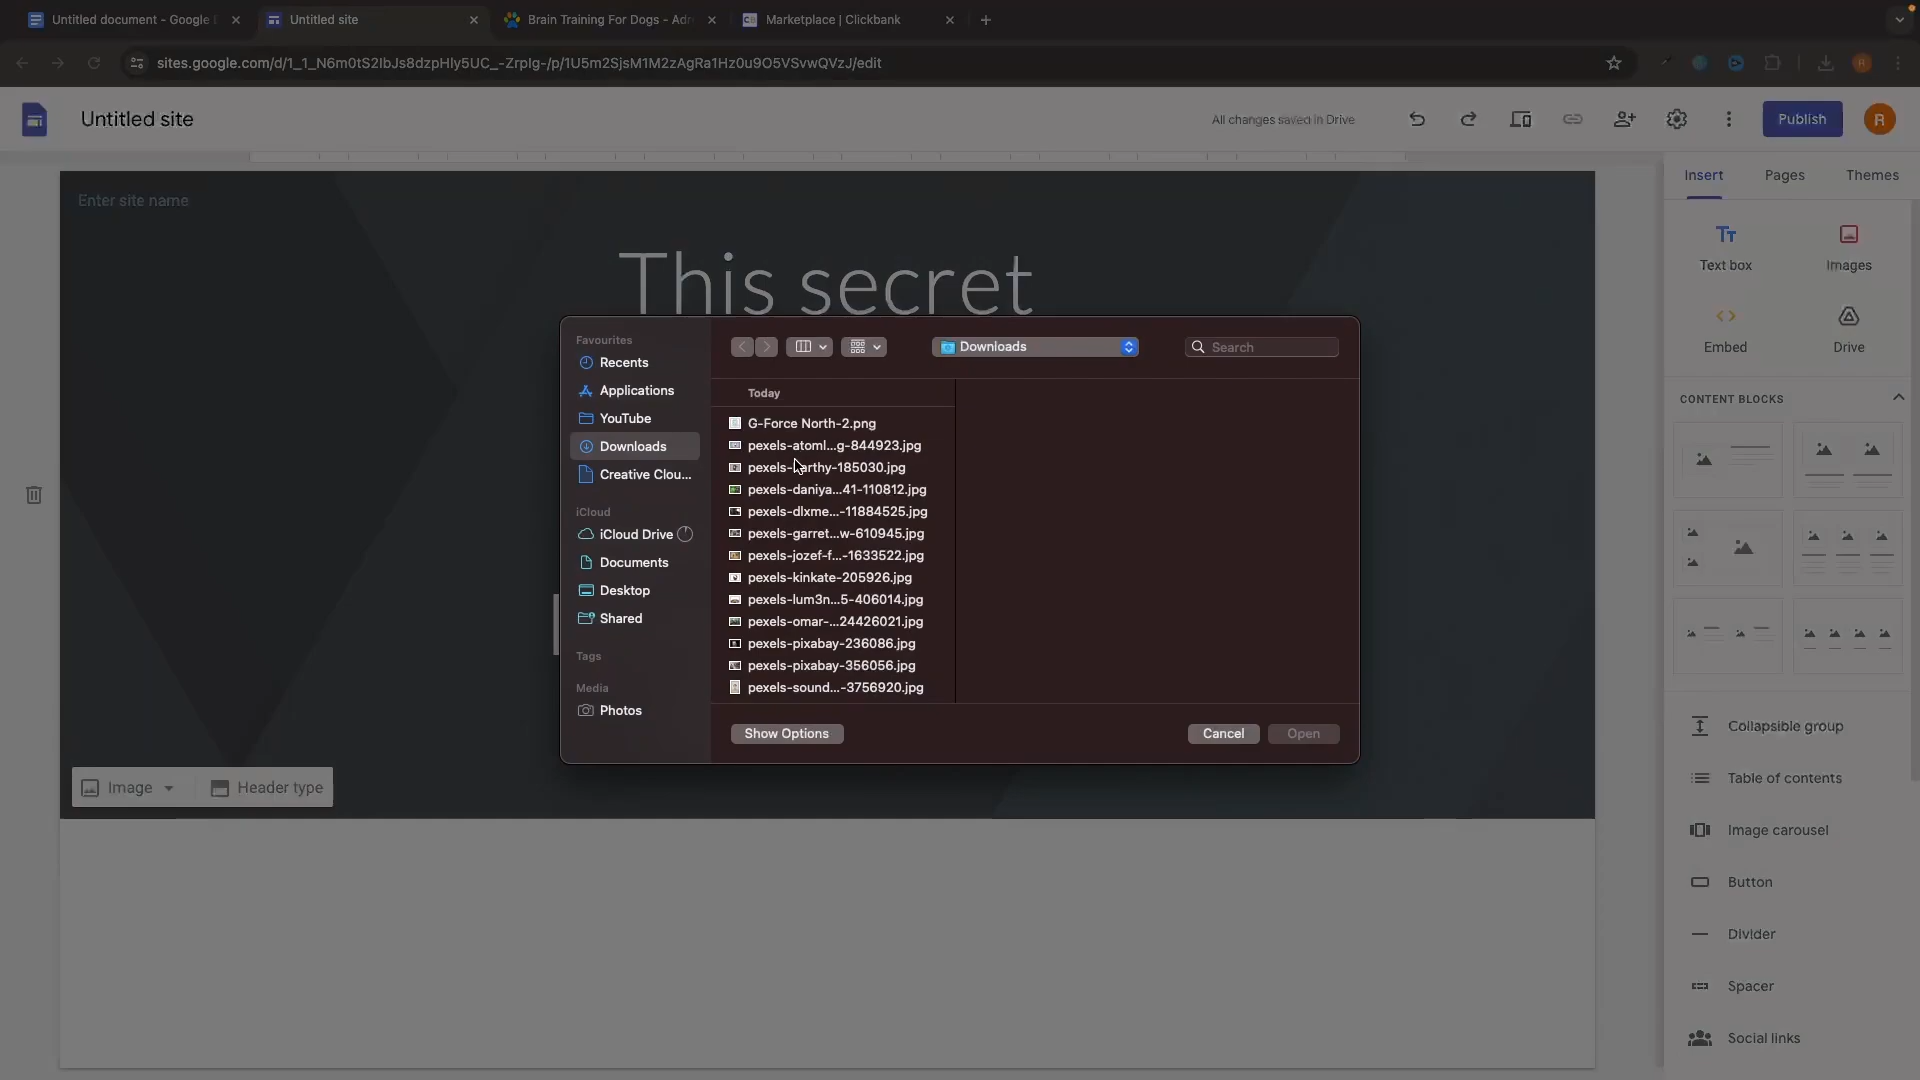 Untitled document - Google
Untitled site
Brain Training For Dogs - Adr
Marketplace | Clickbank
sites.google.com/d/1_1_N6m0tS2IbJs8dzpHIy5UC_-ZrpIg-/p/1U5m2SjsM1M2zAgRa1Hz0u9O5VSvwQVzJ/edit
R
Untitled site
All changes saved in Drive
Publish
R
Enter site name
This secret
Insert
Pages
Themes
Text box
Images
Embed
Drive
CONTENT BLOCKS
Collapsible group
Table of contents
Image carousel
Button
Divider
Spacer
Social links
Image
Header type
Favourites
Recents
Applications
YouTube
Downloads
Creative Clou...
iCloud
iCloud Drive
Documents
Desktop
Shared
Tags
Media
Photos
Downloads
Search
Today
G-Force North-2.png
pexels-atoml...g-844923.jpg
pexels-arthy-185030.jpg
pexels-daniya...41-110812.jpg
pexels-dlxme...-11884525.jpg
pexels-garret...w-610945.jpg
pexels-jozef-f...-1633522.jpg
pexels-kinkate-205926.jpg
pexels-lum3n...5-406014.jpg
pexels-omar-...24426021.jpg
pexels-pixabay-236086.jpg
pexels-pixabay-356056.jpg
pexels-sound...-3756920.jpg
Show Options
Cancel
Open